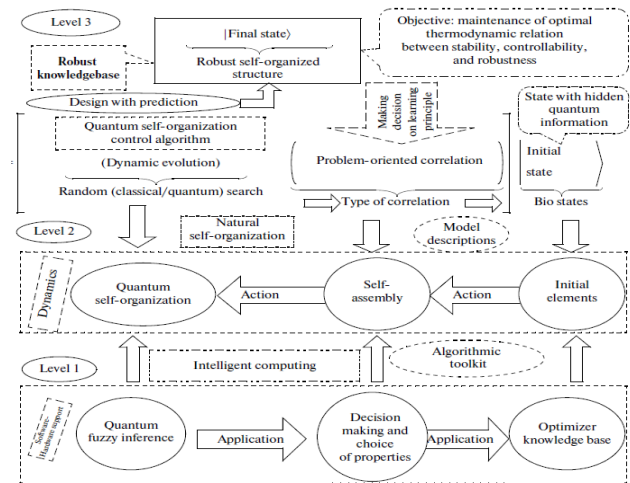 Level 3
|Final state⟩
Robust self-organized
structure
Objective: maintenance of optimal
thermodynamic relation
between stability, controllability,
and robustness
Robust
knowledgebase
Design with prediction
Making
decision
on learning
principle
State with hidden
quantum
information
Quantum self-organization
control algorithm
(Dynamic evolution)
Random (classical/quantum) search
Problem-oriented correlation
Type of correlation
Initial
state
Bio states
Level 2
Natural
self-organization
Model
descriptions
Dynamics
Quantum
self-organization
Action
Self-
assembly
Action
Initial
elements
Level 1
Intelligent computing
Algorithmic
toolkit
Software-
Hardware support
Quantum
fuzzy inference
Application
Decision
making and
choice
of properties
Application
Optimizer
knowledge base